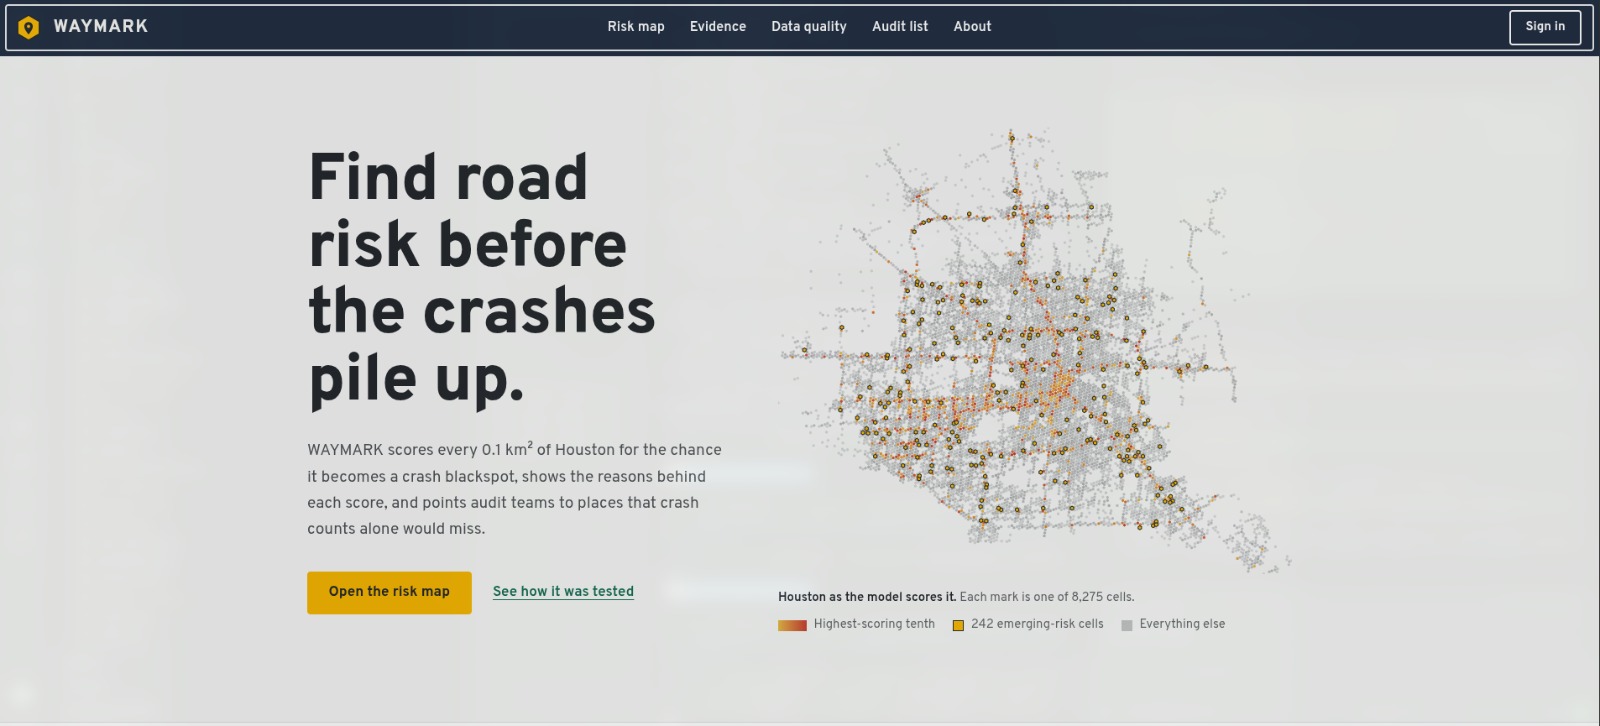 WAYMARK
Risk map
Evidence
Data quality
Audit list
About
Sign in
Find road
risk before
the crashes
pile up.
WAYMARK scores every 0.1 km² of Houston for the chance
it becomes a crash blackspot, shows the reasons behind
each score, and points audit teams to places that crash
counts alone would miss.
Open the risk map
See how it was tested
Houston as the model scores it. Each mark is one of 8,275 cells.
Highest-scoring tenth
242 emerging-risk cells
Everything else